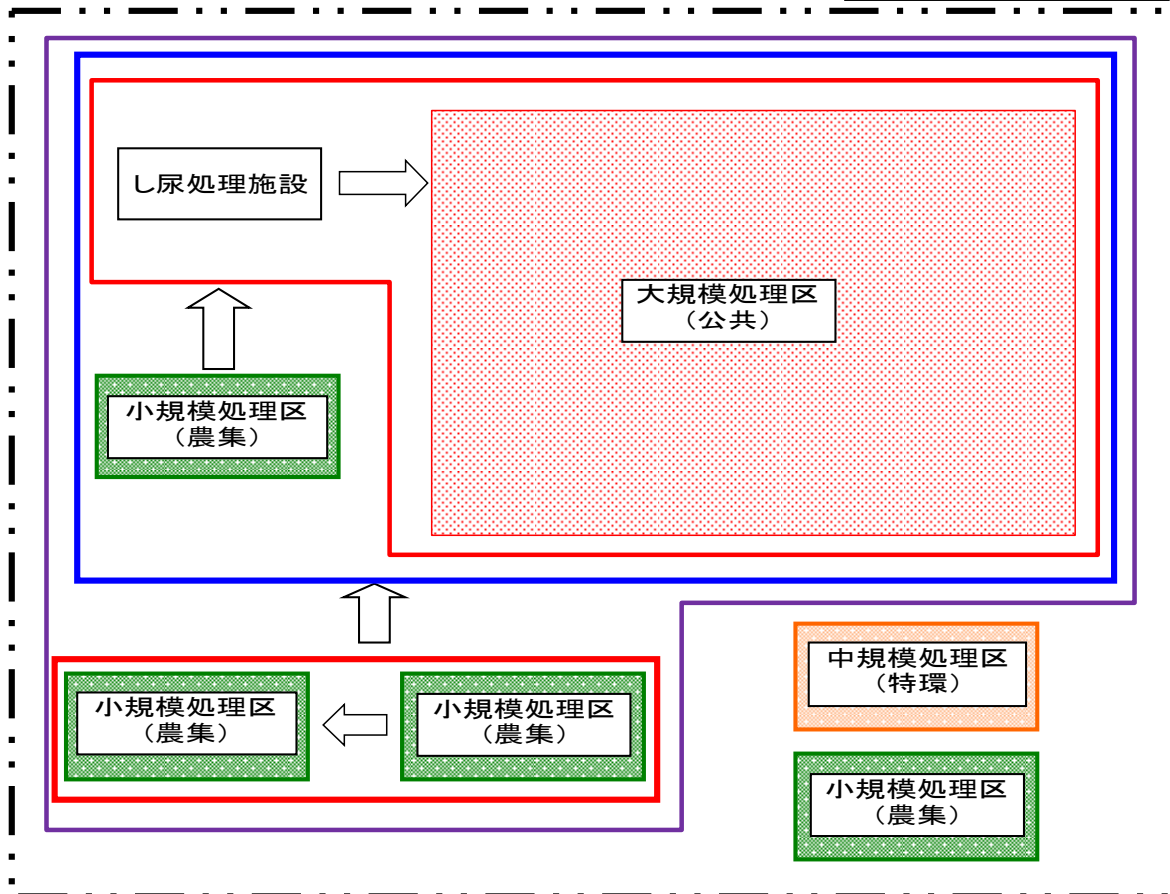 し尿処理施設
大規模処理区
（公共）
小規模処理区
（農集）
小規模処理区
（農集）
小規模処理区
（農集）
中規模処理区
（特環）
小規模処理区
（農集）